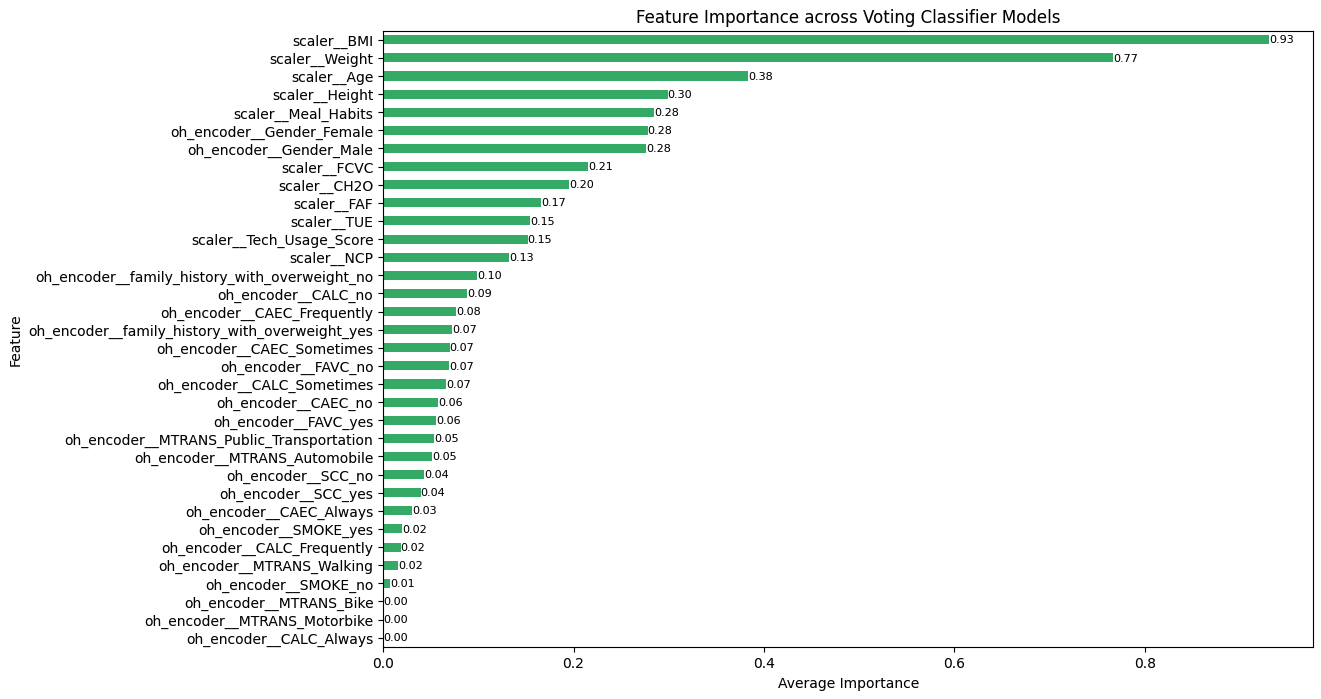 Feature Importance across Voting Classifier Models
Feature
scaler__BMI 0.93
scaler__Weight 0.77
scaler__Age 0.38
scaler__Height 0.30
scaler__Meal_Habits 0.28
oh_encoder__Gender_Female 0.28
oh_encoder__Gender_Male 0.28
scaler__FCVC 0.21
scaler__CH2O 0.20
scaler__FAF 0.17
scaler__TUE 0.15
scaler__Tech_Usage_Score 0.15
scaler__NCP 0.13
oh_encoder__family_history_with_overweight_no 0.10
oh_encoder__CALC_no 0.09
oh_encoder__CAEC_Frequently 0.08
oh_encoder__family_history_with_overweight_yes 0.07
oh_encoder__CAEC_Sometimes 0.07
oh_encoder__FAVC_no 0.07
oh_encoder__CALC_Sometimes 0.07
oh_encoder__CAEC_no 0.06
oh_encoder__FAVC_yes 0.06
oh_encoder__MTRANS_Public_Transportation 0.05
oh_encoder__MTRANS_Automobile 0.05
oh_encoder__SCC_no 0.04
oh_encoder__SCC_yes 0.04
oh_encoder__CAEC_Always 0.03
oh_encoder__SMOKE_yes 0.02
oh_encoder__CALC_Frequently 0.02
oh_encoder__MTRANS_Walking 0.02
oh_encoder__SMOKE_no 0.01
oh_encoder__MTRANS_Bike 0.00
oh_encoder__MTRANS_Motorbike 0.00
oh_encoder__CALC_Always 0.00
0.0 0.2 0.4 0.6 0.8
Average Importance